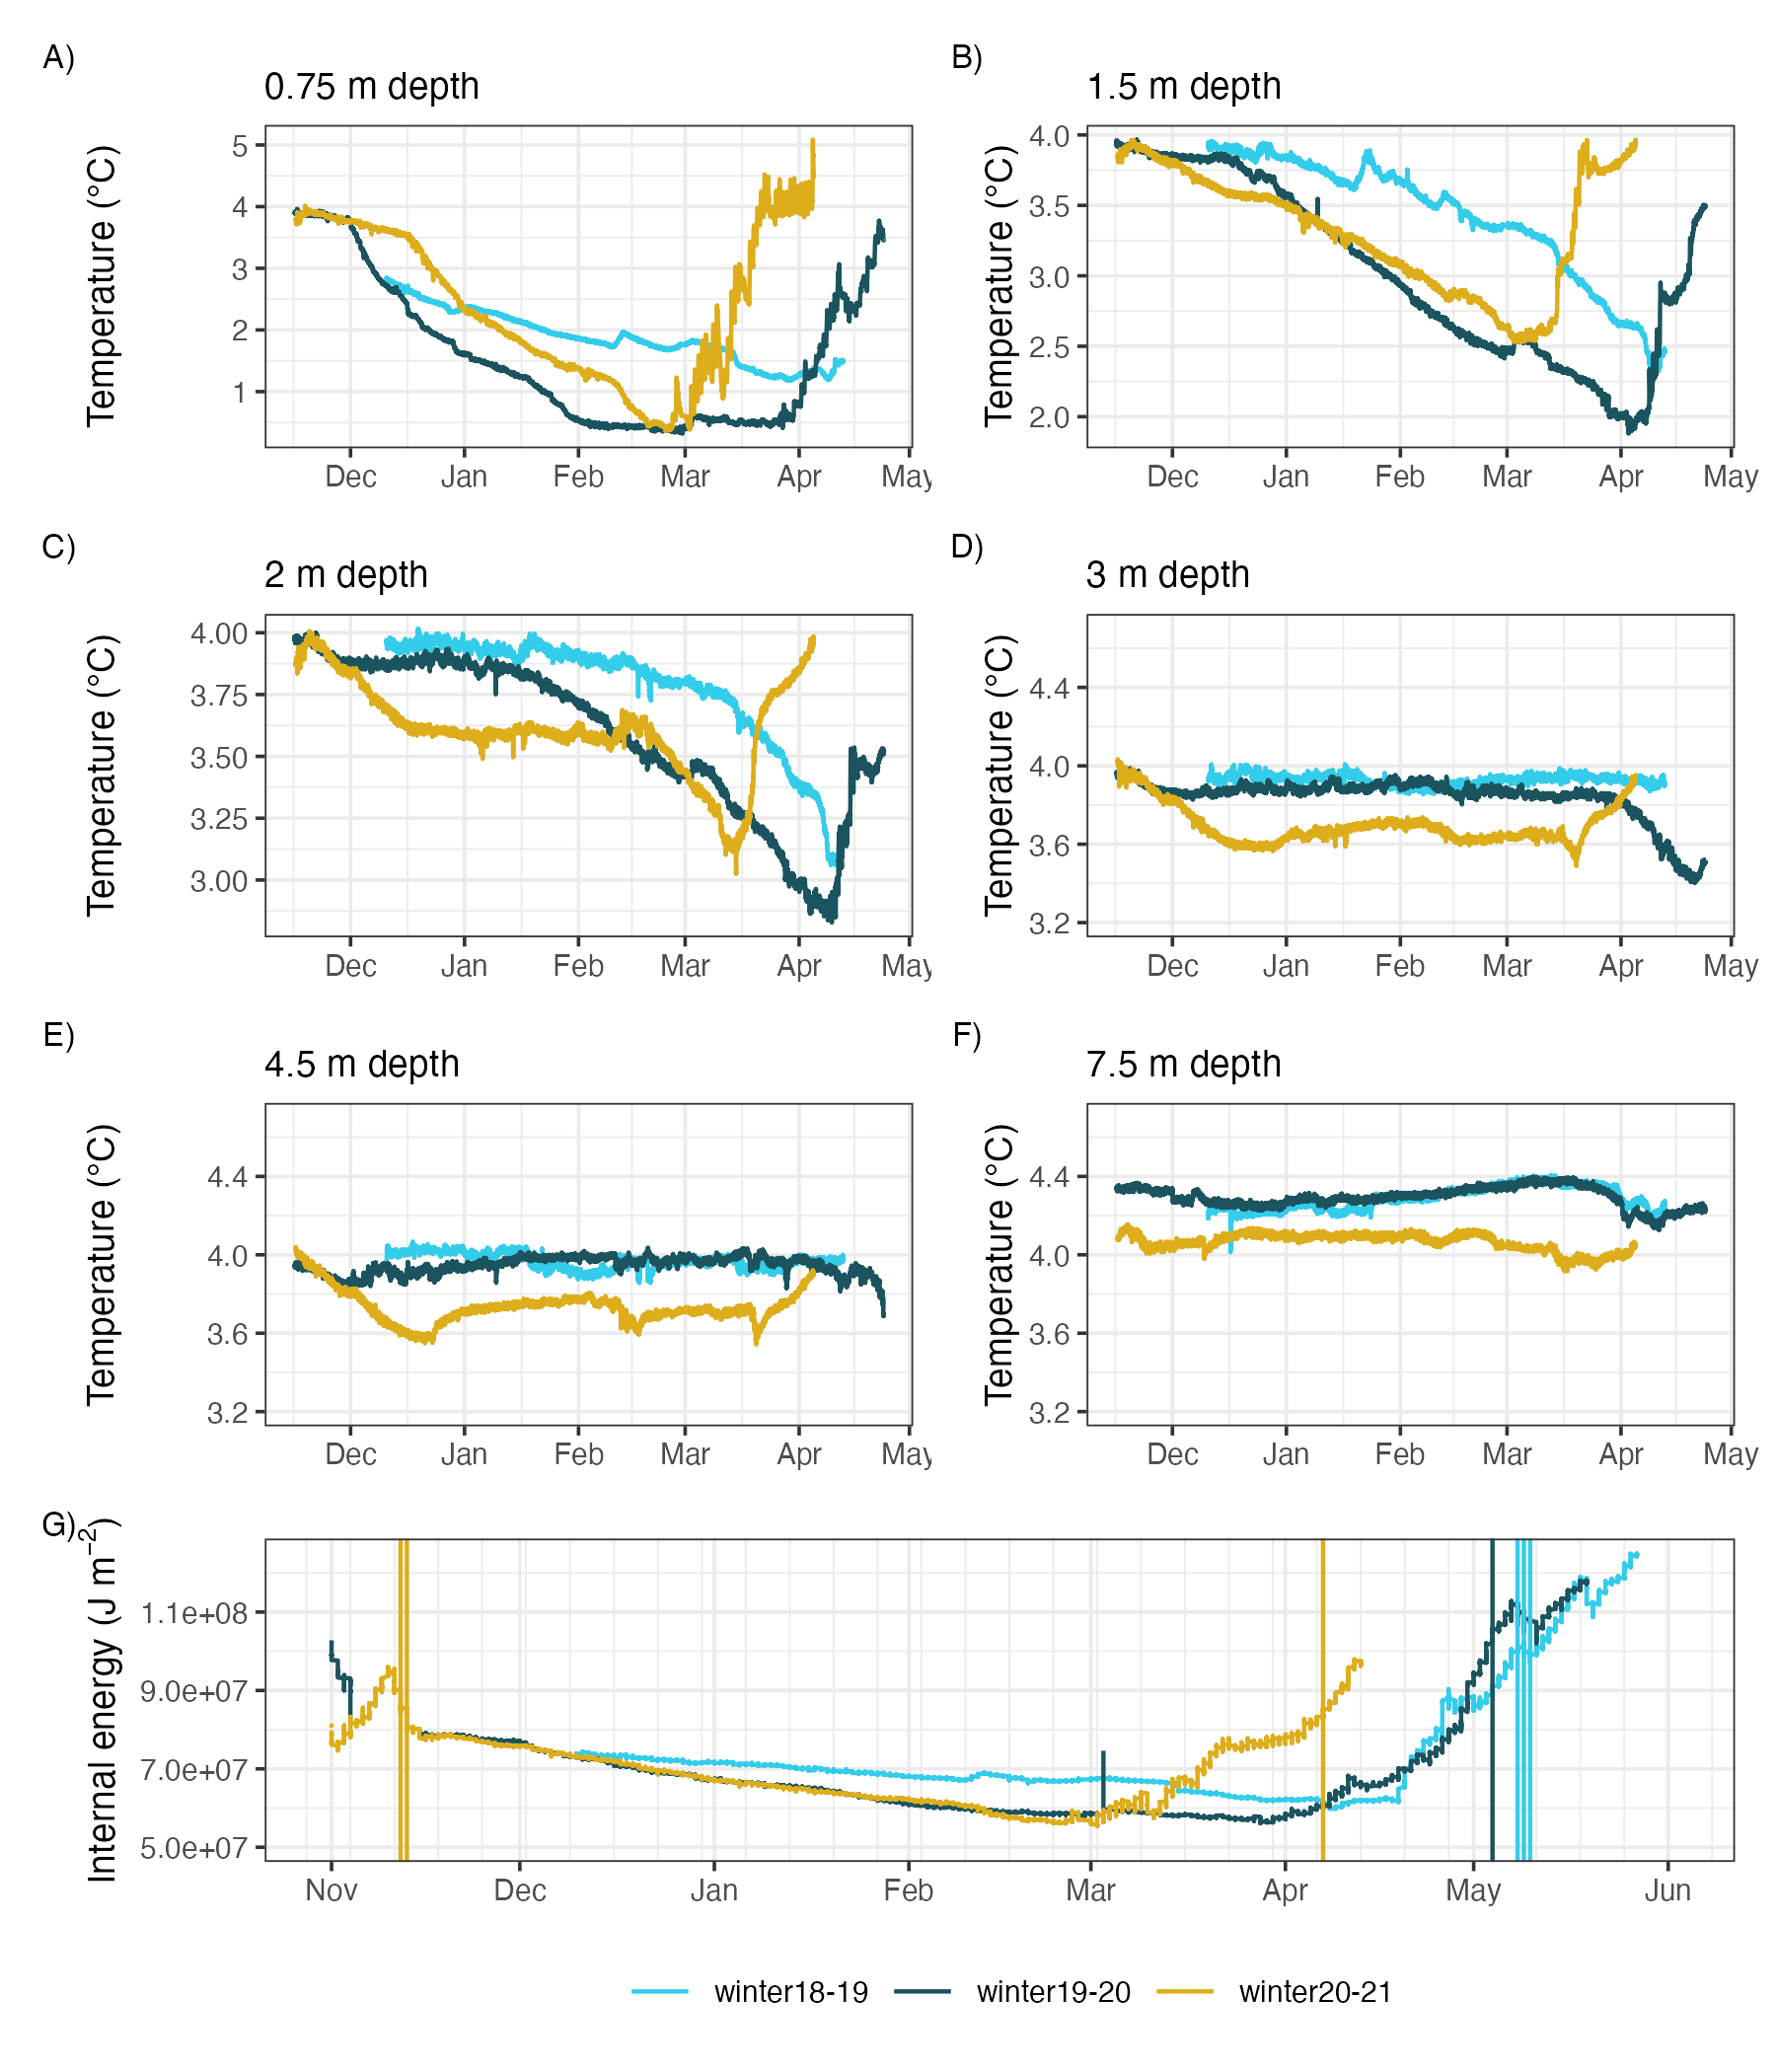 A)
0.75 m depth
Temperature (°C)
5
4
3
2
1
Dec Jan Feb Mar Apr May
B)
1.5 m depth
Temperature (°C)
4.0
3.5
3.0
2.5
2.0
Dec Jan Feb Mar Apr May
C)
2 m depth
Temperature (°C)
4.00
3.75
3.50
3.25
3.00
Dec Jan Feb Mar Apr May
D)
3 m depth
Temperature (°C)
4.4
4.0
3.6
3.2
Dec Jan Feb Mar Apr May
E)
4.5 m depth
Temperature (°C)
4.4
4.0
3.6
3.2
Dec Jan Feb Mar Apr May
F)
7.5 m depth
Temperature (°C)
4.4
4.0
3.6
3.2
Dec Jan Feb Mar Apr May
G)
Internal energy (J m⁻²)
1.1e+08
9.0e+07
7.0e+07
5.0e+07
Nov Dec Jan Feb Mar Apr May Jun
winter18-19 winter19-20 winter20-21